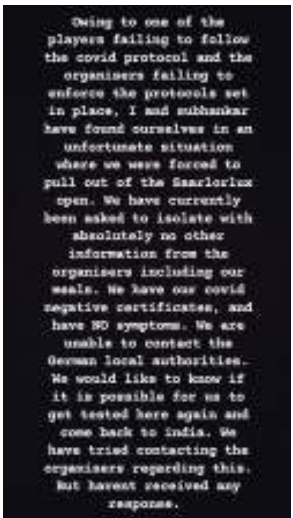 Owing to one of the
players failing to follow
the covid protocol and the
organisers failing to
enforce the protocols set
in place, I and subhankar
have found ourselves in an
unfortunate situation
where we were forced to
pull out of the Saarlorlux
open. We have currently
been asked to isolate with
absolutely no other
information from the
organisers including our
meals. We have our covid
negative certificates, and
have NO symptoms. We are
unable to contact the
German local authorities.
We would like to know if
it is possible for us to
get tested here again and
come back to india. We
have tried contacting the
organisers regarding this.
But havent received any
response.